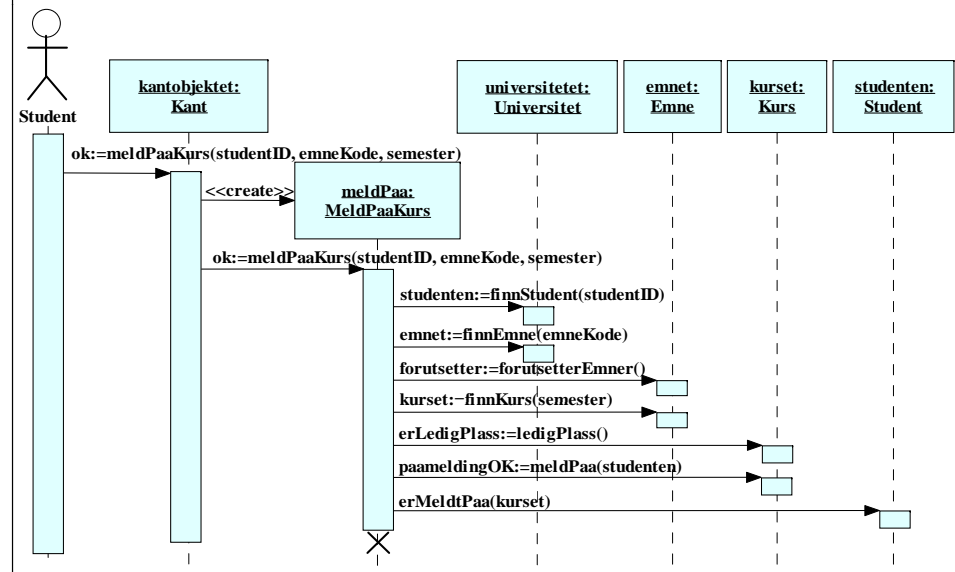 Student
kantobjektet:
Kant
universitetet:
Universitet
emnet:
Emne
kurset:
Kurs
studenten:
Student
ok:=meldPaaKurs(studentID, emneKode, semester)
<<create>>
meldPaa:
MeldPaaKurs
ok:=meldPaaKurs(studentID, emneKode, semester)
studenten:=finnStudent(studentID)
emnet:=finnEmne(emneKode)
forutsetter:=forutsetterEmner()
kurset:=finnKurs(semester)
erLedigPlass:=ledigPlass()
paameldingOK:=meldPaa(studenten)
erMeldtPaa(kurset)